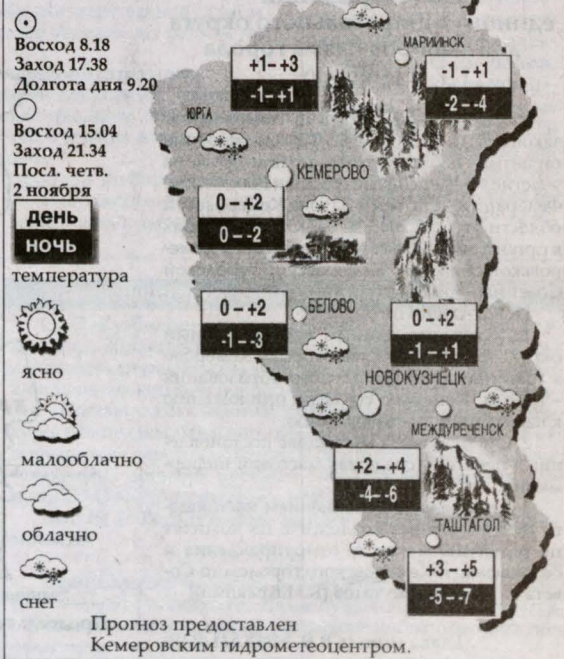 Восход 8.18
Заход 17.38
Долгота дня 9.20
Восход 15.04
Заход 21.34
Посл. четв.
2 ноября
день
ночь
температура
ясно
малооблачно
облачно
снег
МАРИИНСК
+1 – +3
-1 – +1
-1 – +1
-2 – -4
ЮРГА
КЕМЕРОВО
0 – +2
0 – -2
БЕЛОВО
0 – +2
-1 – -3
0 – +2
-1 – +1
НОВОКУЗНЕЦК
МЕЖДУРЕЧЕНСК
+2 – +4
-4 – -6
ТАШТАГОЛ
+3 – +5
-5 – -7
Прогноз предоставлен
Кемеровским гидрометеоцентром.